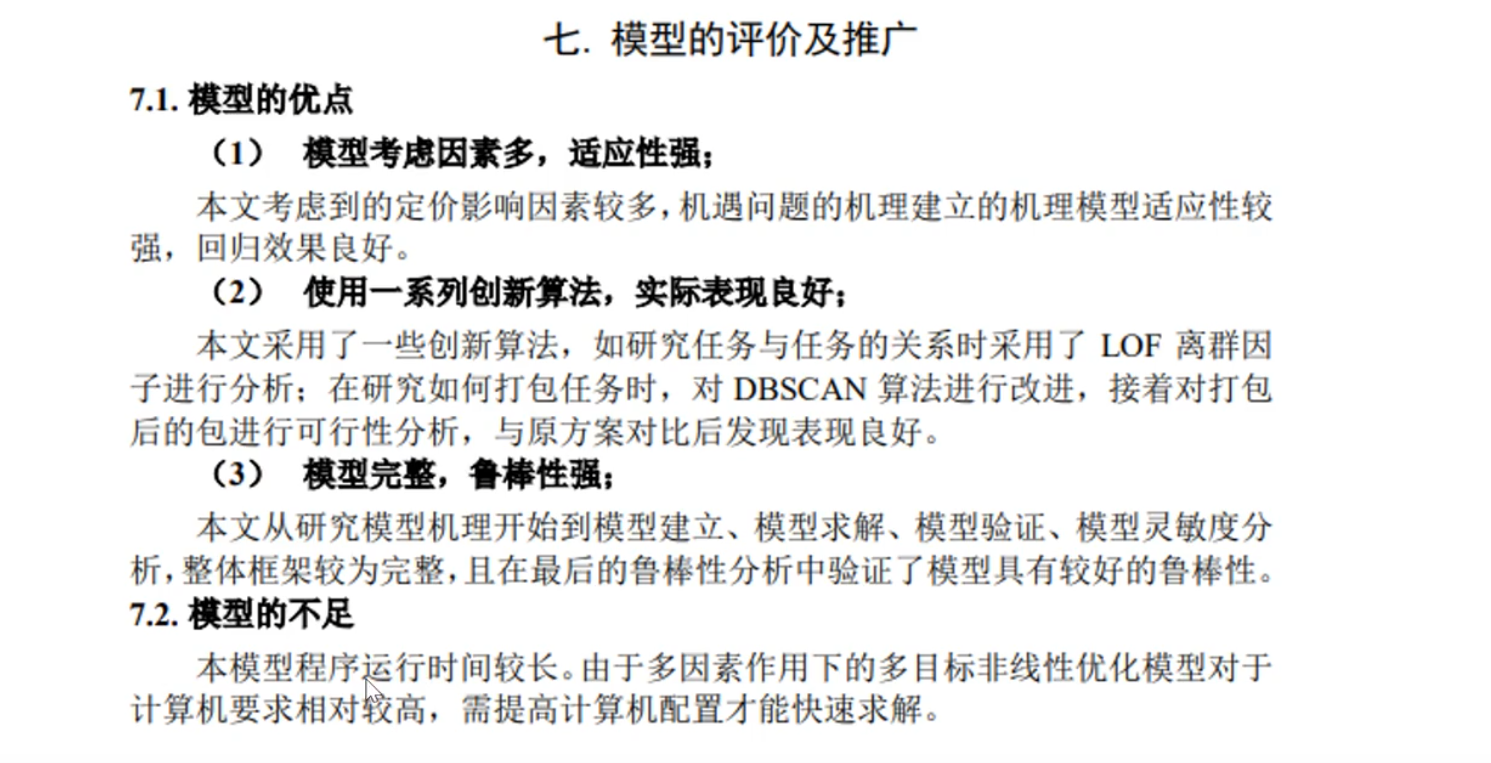 七. 模型的评价及推广
7.1. 模型的优点
（1） 模型考虑因素多，适应性强；
本文考虑到的定价影响因素较多，机遇问题的机理建立的机理模型适应性较
强，回归效果良好。
（2） 使用一系列创新算法，实际表现良好；
本文采用了一些创新算法，如研究任务与任务的关系时采用了 LOF 离群因
子进行分析；在研究如何打包任务时，对 DBSCAN 算法进行改进，接着对打包
后的包进行可行性分析，与原方案对比后发现表现良好。
（3） 模型完整，鲁棒性强；
本文从研究模型机理开始到模型建立、模型求解、模型验证、模型灵敏度分
析，整体框架较为完整，且在最后的鲁棒性分析中验证了模型具有较好的鲁棒性。
7.2. 模型的不足
本模型程序运行时间较长。由于多因素作用下的多目标非线性优化模型对于
计算机要求相对较高，需提高计算机配置才能快速求解。